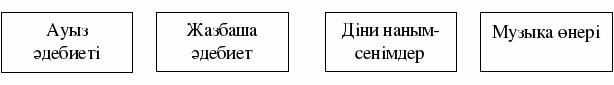 Ауыз
әдебиеті
Жазбаша
әдебиет
Діни наным-
сенімдер
Музыка өнері